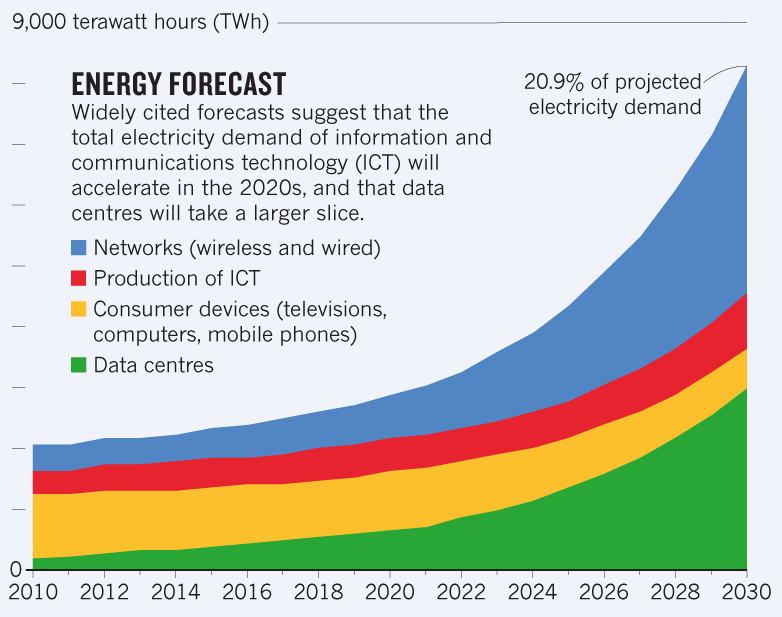 9,000 terawatt hours (TWh)
ENERGY FORECAST
Widely cited forecasts suggest that the
total electricity demand of information and
communications technology (ICT) will
accelerate in the 2020s, and that data
centres will take a larger slice.
20.9% of projected
electricity demand
Networks (wireless and wired)
Production of ICT
Consumer devices (televisions,
computers, mobile phones)
Data centres
0
2010 2012 2014 2016 2018 2020 2022 2024 2026 2028 2030